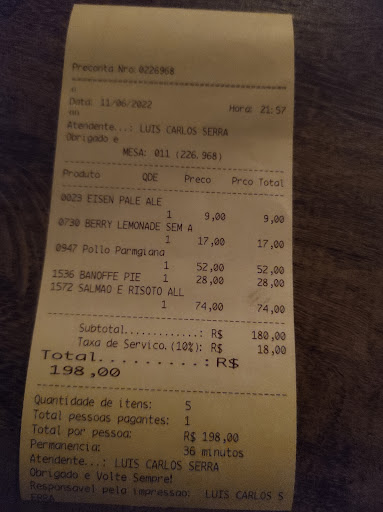 Preconta Nro.0226968
e
Data: 11/06/2022 Hora: 21:57
on
Atendente...: LUIS CARLOS SERRA
Obrigado e
MESA: 011 (226.968)
Produto QDE Preco Prco Total
0023 EISEN PALE ALE
1 9,00 9,00
0730 BERRY LEMONADE SEM A
1 17,00 17,00
0947 Pollo Parmgiana
1 52,00 52,00
1536 BANOFFE PIE 1 28,00 28,00
1572 SALMAO E RISOTO ALL
1 74,00 74,00
Subtotal.............: R$ 180,00
Taxa de Servico.(10%): R$ 18,00
Total.........:R$
198,00
Quantidade de itens: 5
Total pessoas pagantes: 1
Total por pessoa: R$ 198,00
Permanencia: 36 minutos
Atendente...: LUIS CARLOS SERRA
Obrigado e Volte Sempre!
Responsavel pela impressao: LUIS CARLOS S
ERRA